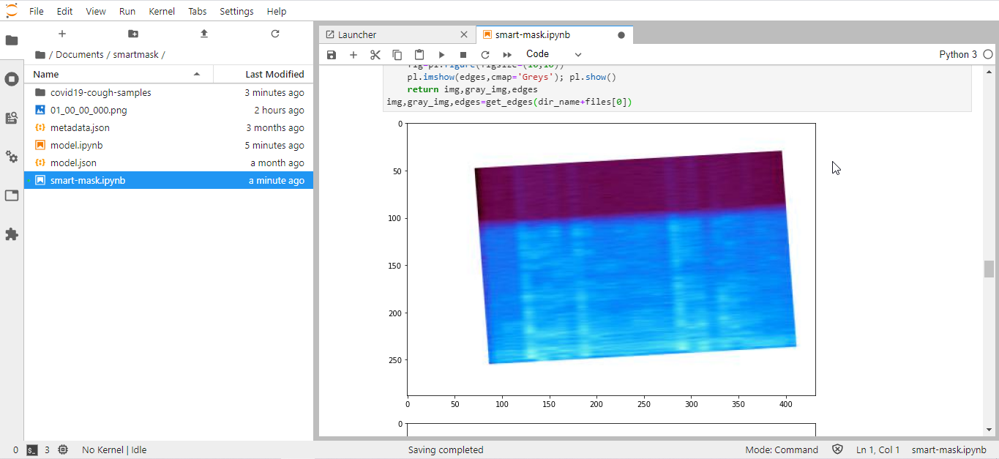 File Edit View Run Kernel Tabs Settings Help
/ Documents / smartmask /
Name Last Modified
covid19-cough-samples 3 minutes ago
01_00_00_000.png 2 hours ago
metadata.json 3 months ago
model.ipynb 5 minutes ago
model.json a month ago
smart-mask.ipynb a minute ago
Launcher
smart-mask.ipynb
Code
Python 3
fig=pl.figure(figsize=(10,10))
pl.imshow(edges,cmap='Greys'); pl.show()
return img,gray_img,edges
img,gray_img,edges=get_edges(dir_name+files[0])
0
50
100
150
200
250
0 50 100 150 200 250 300 350 400
0
0 $_ 3 No Kernel | Idle Saving completed Mode: Command Ln 1, Col 1 smart-mask.ipynb